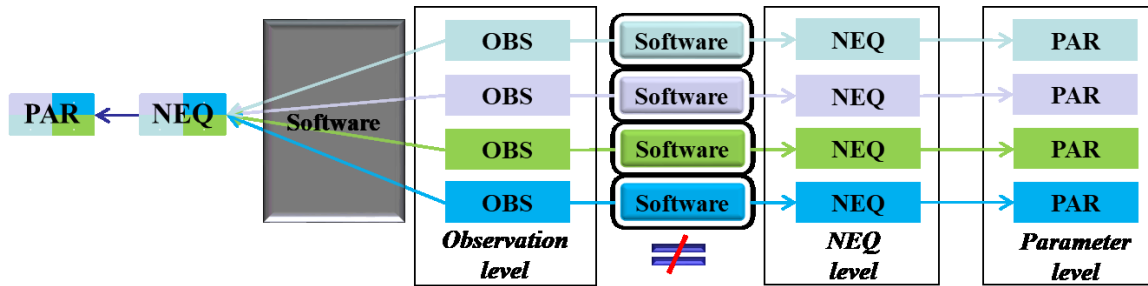 OBS Software NEQ PAR
OBS Software NEQ PAR
PAR NEQ Software
OBS Software NEQ PAR
OBS Software NEQ PAR
Observation level
NEQ level
Parameter level